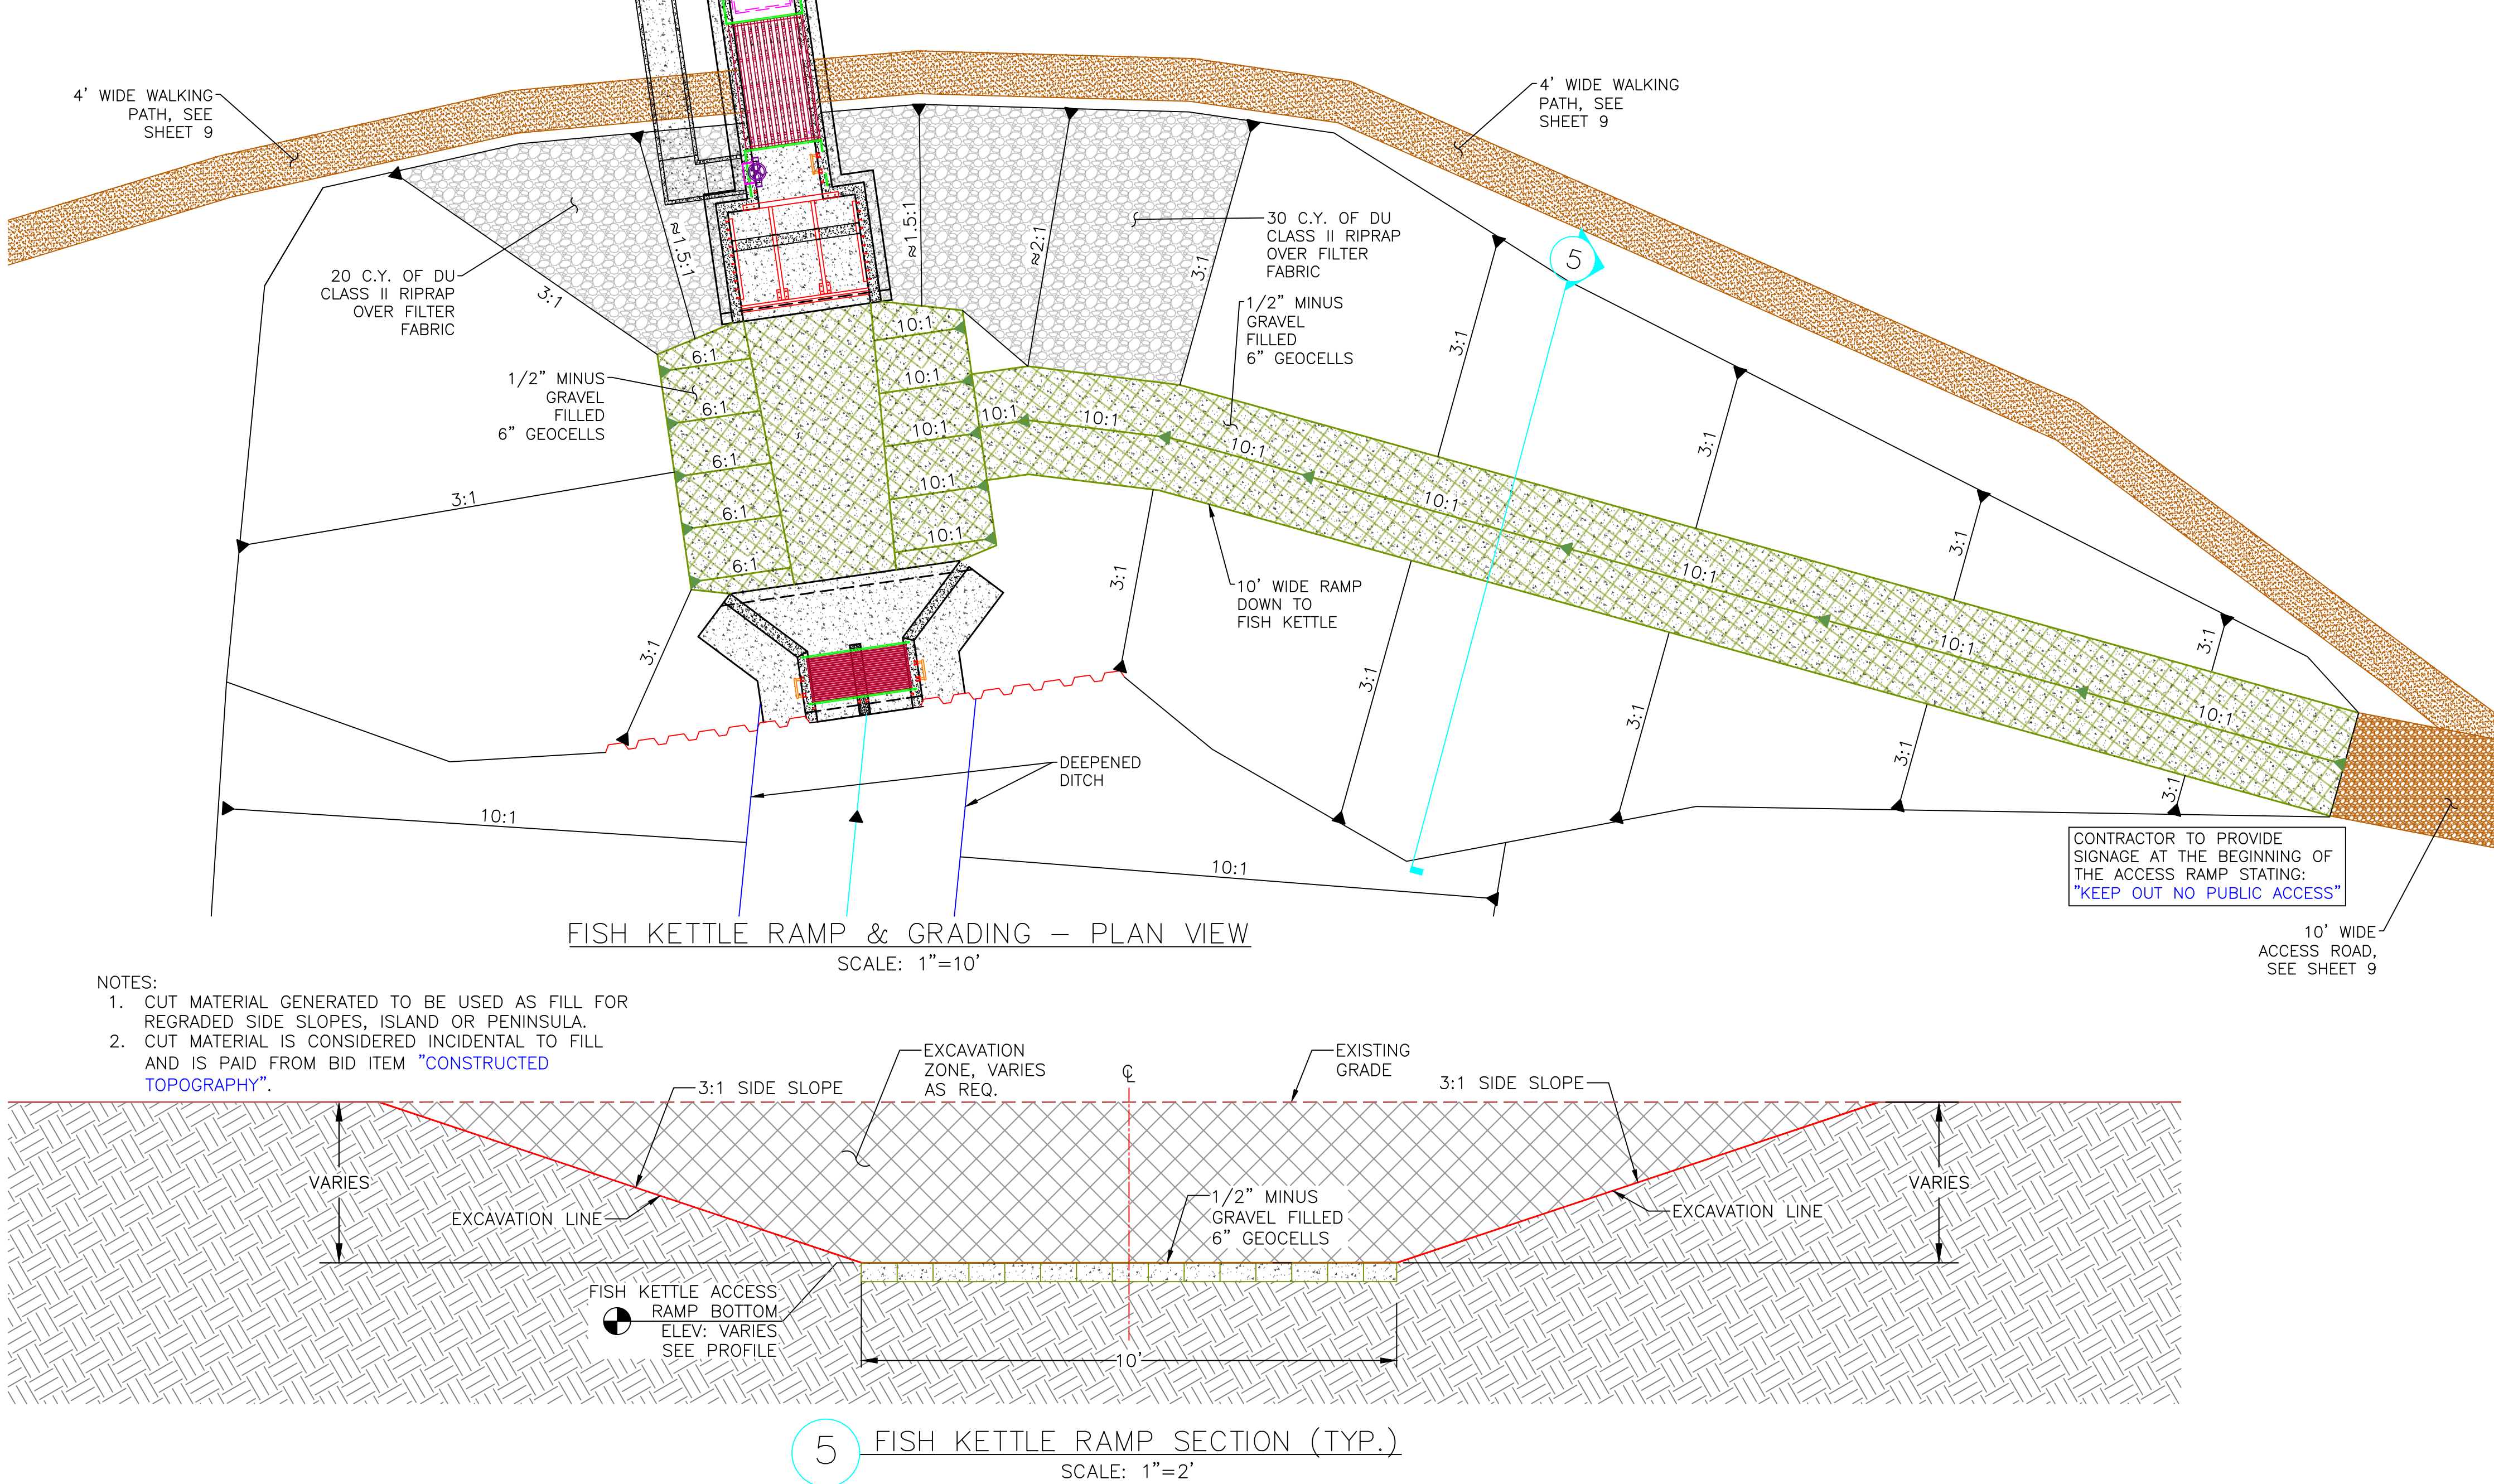 4' WIDE WALKING
PATH, SEE
SHEET 9
4' WIDE WALKING
PATH, SEE
SHEET 9
20 C.Y. OF DU
CLASS II RIPRAP
OVER FILTER
FABRIC
30 C.Y. OF DU
CLASS II RIPRAP
OVER FILTER
FABRIC
5
3:1
≈1.5:1
≈1.5:1
≈2:1
3:1
1/2" MINUS
GRAVEL
FILLED
6" GEOCELLS
1/2" MINUS
GRAVEL
FILLED
6" GEOCELLS
6:1
6:1
6:1
6:1
6:1
10:1
10:1
10:1
10:1
10:1
10:1
10:1
10:1
10:1
10:1
10:1
10:1
3:1
3:1
3:1
3:1
3:1
3:1
3:1
3:1
3:1
3:1
3:1
10:1
10:1
10' WIDE RAMP
DOWN TO
FISH KETTLE
DEEPENED
DITCH
CONTRACTOR TO PROVIDE
SIGNAGE AT THE BEGINNING OF
THE ACCESS RAMP STATING:
"KEEP OUT NO PUBLIC ACCESS"
10' WIDE
ACCESS ROAD,
SEE SHEET 9
FISH KETTLE RAMP & GRADING – PLAN VIEW
SCALE: 1"=10'
NOTES:
1. CUT MATERIAL GENERATED TO BE USED AS FILL FOR
REGRADED SIDE SLOPES, ISLAND OR PENINSULA.
2. CUT MATERIAL IS CONSIDERED INCIDENTAL TO FILL
AND IS PAID FROM BID ITEM "CONSTRUCTED
TOPOGRAPHY".
3:1 SIDE SLOPE
EXCAVATION
ZONE, VARIES
AS REQ.
℄
EXISTING
GRADE
3:1 SIDE SLOPE
VARIES
VARIES
EXCAVATION LINE
1/2" MINUS
GRAVEL FILLED
6" GEOCELLS
EXCAVATION LINE
FISH KETTLE ACCESS
RAMP BOTTOM
ELEV: VARIES
SEE PROFILE
10'
5
FISH KETTLE RAMP SECTION (TYP.)
SCALE: 1"=2'